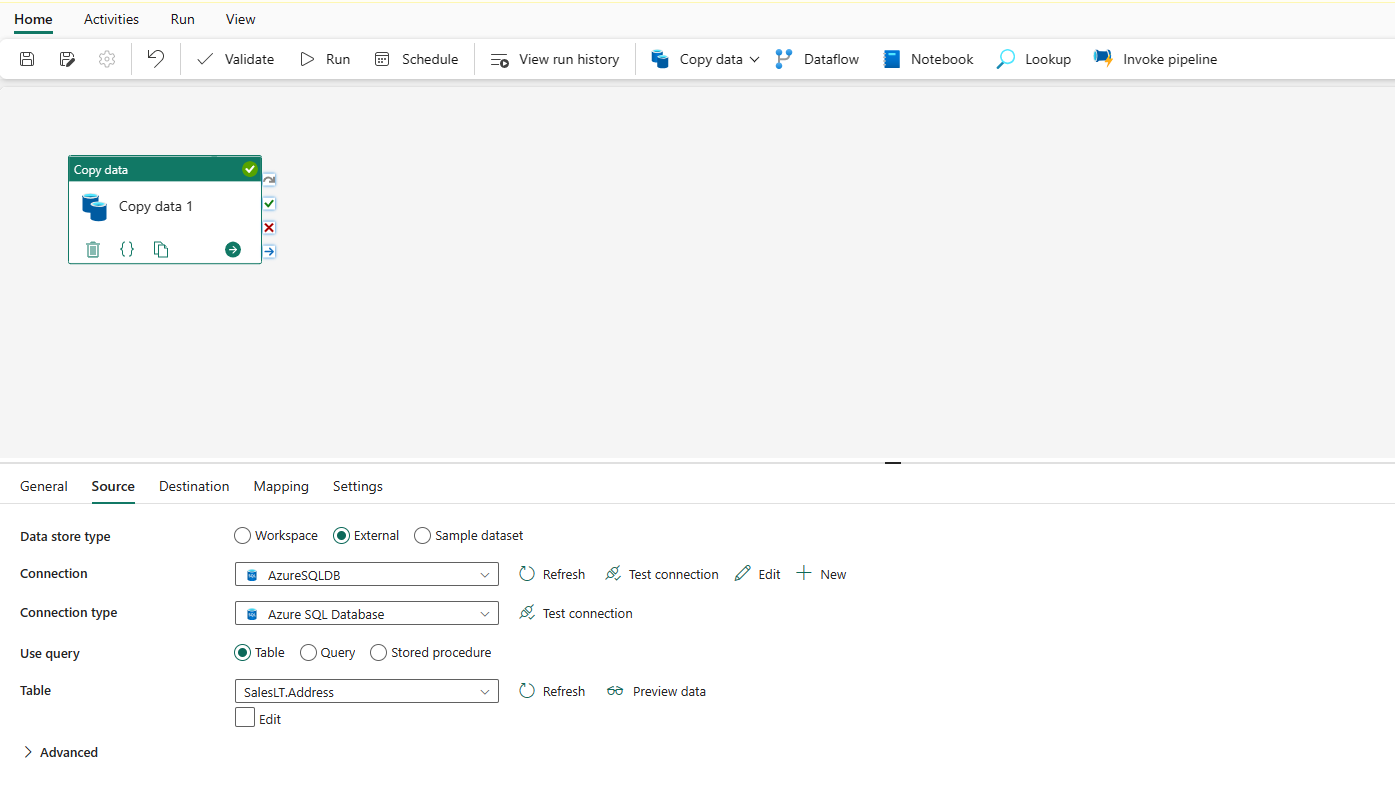 Home Activities Run View
Validate Run Schedule View run history Copy data Dataflow Notebook Lookup Invoke pipeline
Copy data
Copy data 1
General Source Destination Mapping Settings
Data store type Workspace External Sample dataset
Connection AzureSQLDB Refresh Test connection Edit New
Connection type Azure SQL Database Test connection
Use query Table Query Stored procedure
Table SalesLT.Address Refresh Preview data
Edit
Advanced